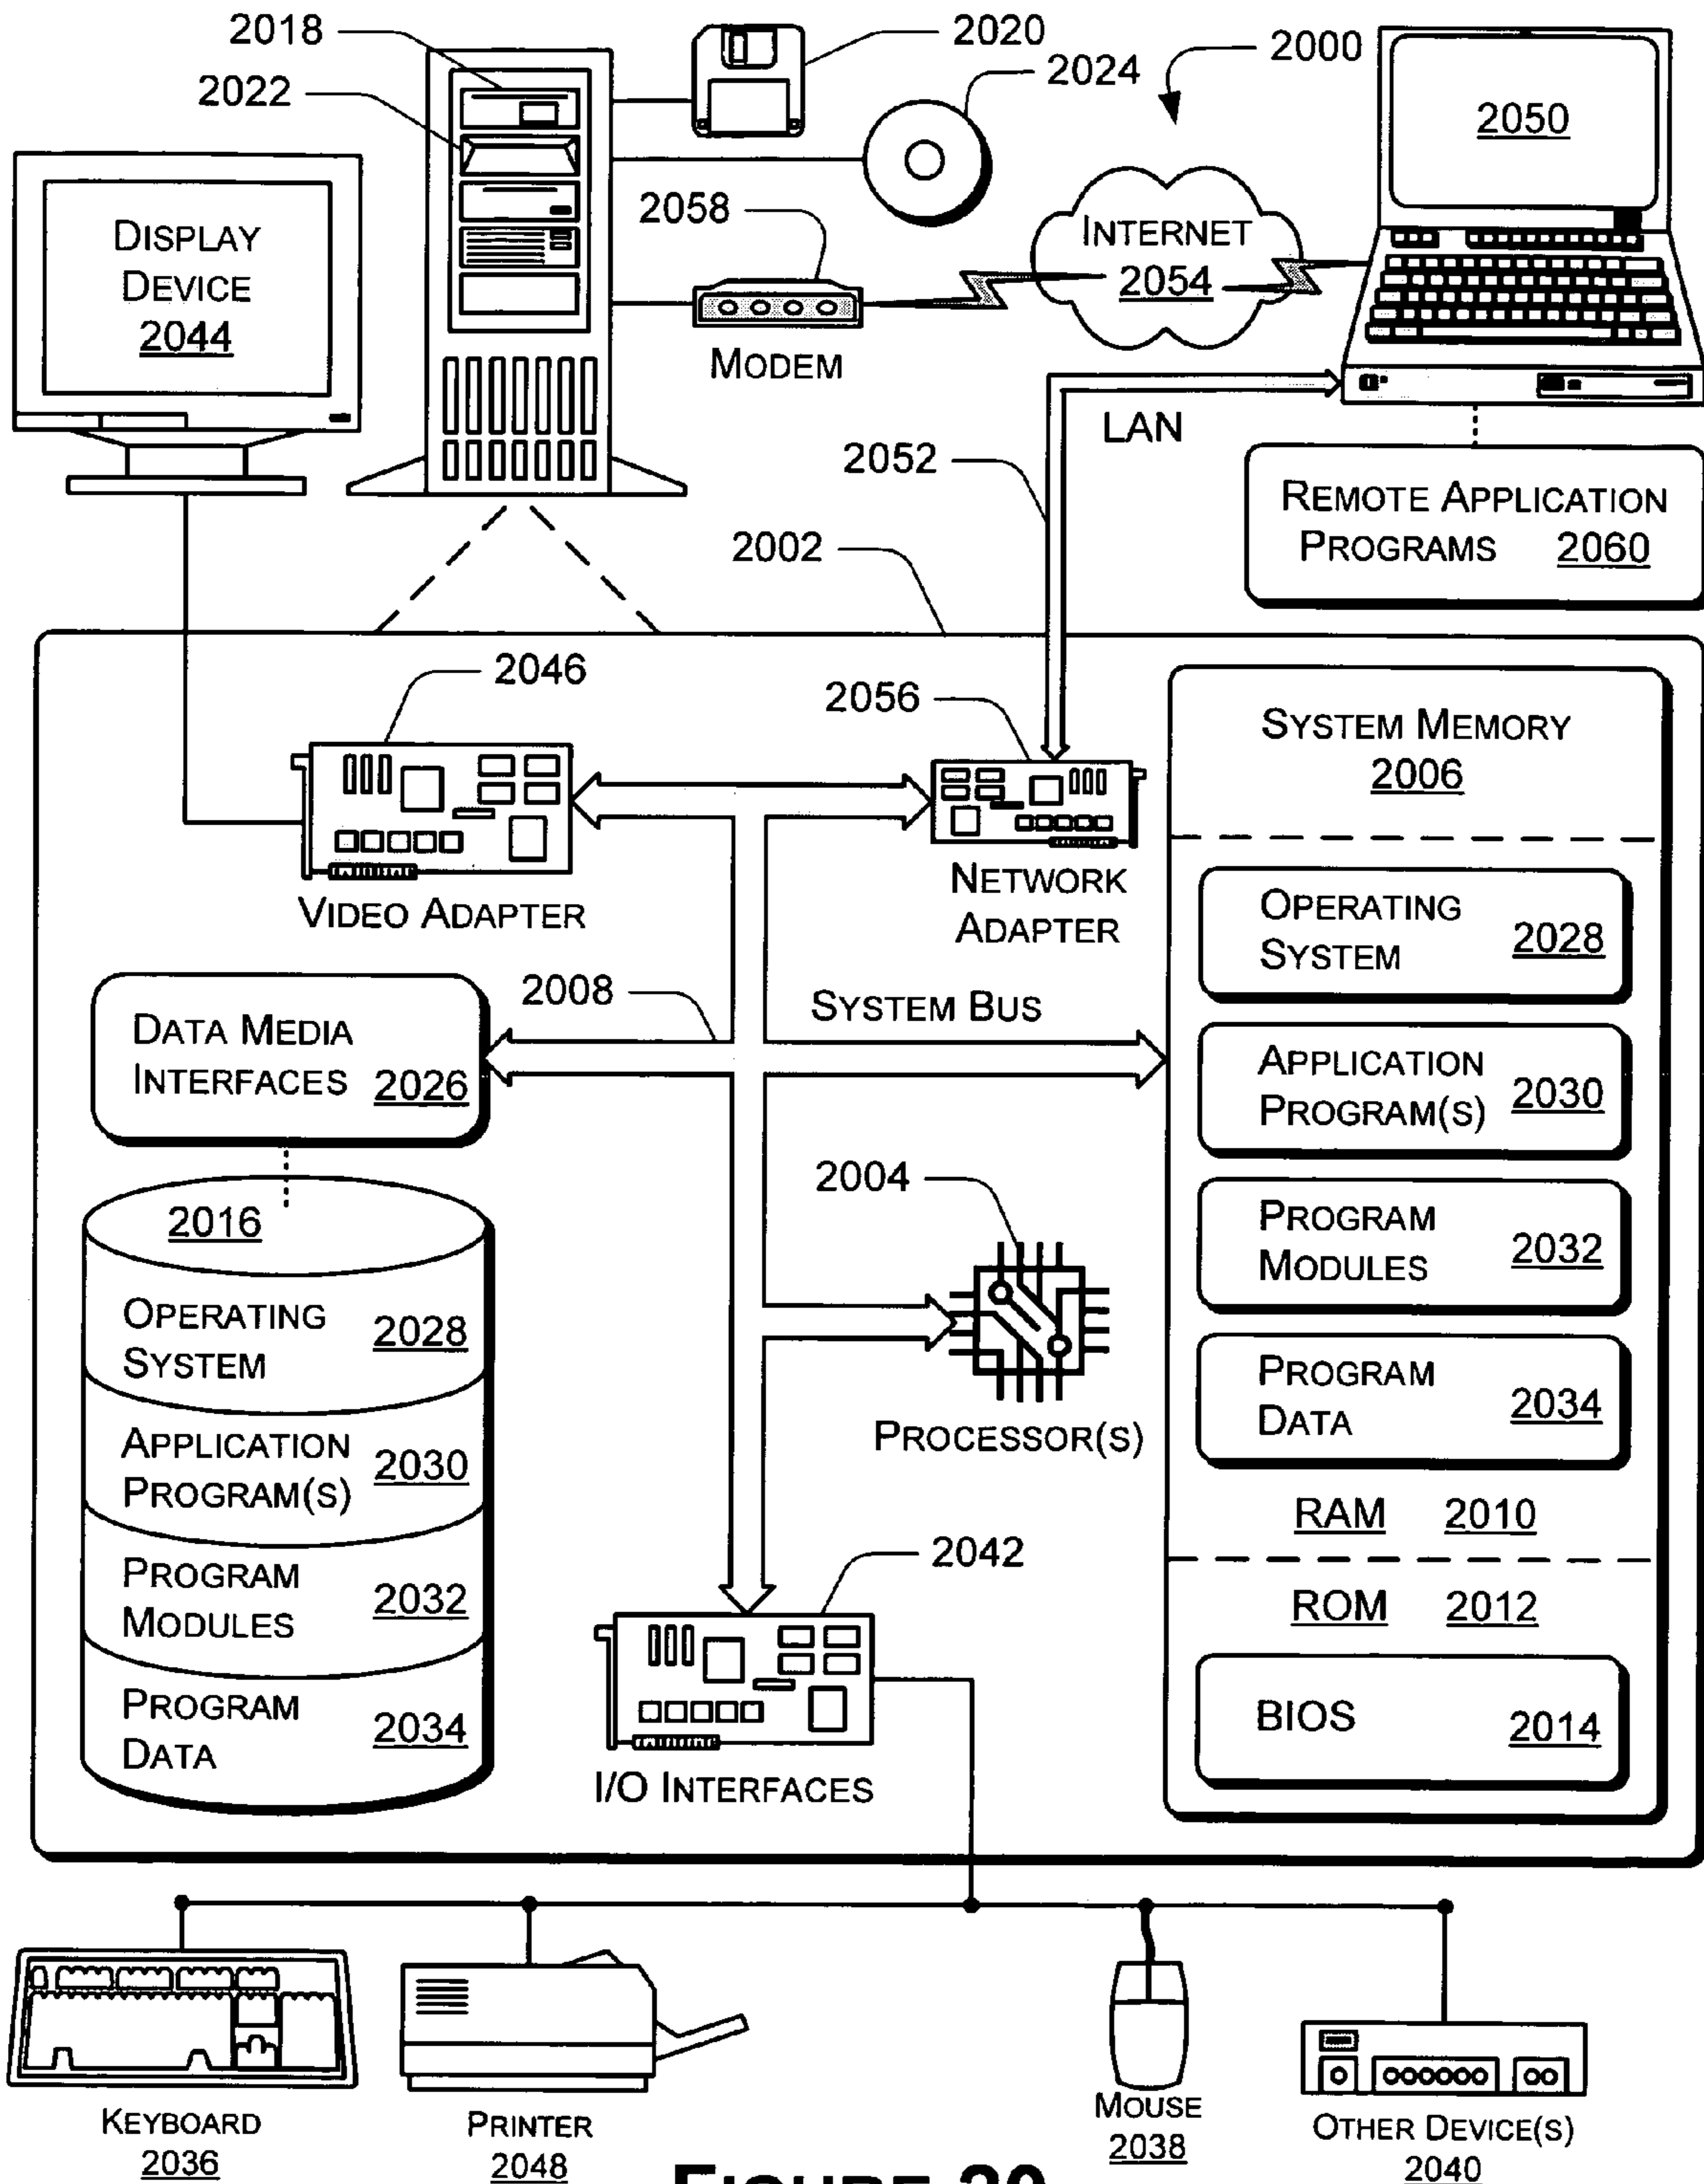 2018
2020
2000
2022
2024
2050
DISPLAY
DEVICE
2044
2058
INTERNET
2054
MODEM
LAN
2052
REMOTE APPLICATION
PROGRAMS 2060
2002
2046
2056
SYSTEM MEMORY
2006
VIDEO ADAPTER
NETWORK
ADAPTER
OPERATING
SYSTEM 2028
2008
SYSTEM BUS
DATA MEDIA
INTERFACES 2026
APPLICATION
PROGRAM(S) 2030
2004
2016
PROGRAM
MODULES 2032
OPERATING
SYSTEM 2028
PROGRAM
DATA 2034
PROCESSOR(S)
APPLICATION
PROGRAM(S) 2030
RAM 2010
2042
PROGRAM
MODULES 2032
ROM 2012
PROGRAM
DATA 2034
BIOS 2014
I/O INTERFACES
KEYBOARD
2036
PRINTER
2048
MOUSE
2038
OTHER DEVICE(S)
2040
FIGURE 20